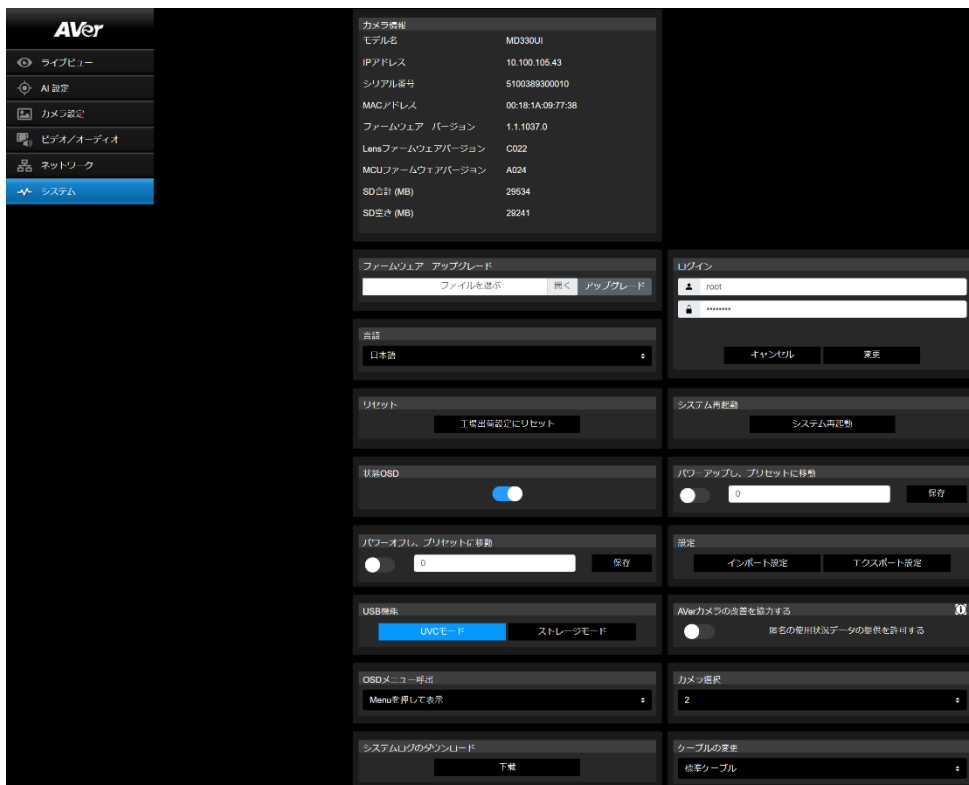 AVer
ライブビュー
AI 設定
カメラ設定
ビデオ／オーディオ
ネットワーク
システム
カメラ情報
モデル名 MD330UI
IPアドレス 10.100.105.43
シリアル番号 5100389300010
MACアドレス 00:18:1A:09:77:38
ファームウェア バージョン 1.1.1037.0
Lensファームウェアバージョン C022
MCUファームウェアバージョン A024
SD合計 (MB) 29534
SD空き (MB) 29241
ファームウェア アップグレード
ファイルを選ぶ 開く アップグレード
ログイン
root
••••••••
キャンセル 変更
言語
日本語
リセット
工場出荷設定にリセット
システム再起動
システム再起動
状態OSD
パワーアップし、プリセットに移動
0 保存
パワーオフし、プリセットに移動
0 保存
設定
インポート設定 エクスポート設定
USB機能
UVCモード ストレージモード
AVerカメラの改善を協力する
匿名の使用状況データの提供を許可する
OSDメニュー呼出
Menuを押して表示
カメラ選択
2
システムログのダウンロード
下載
ケーブルの変更
標準ケーブル